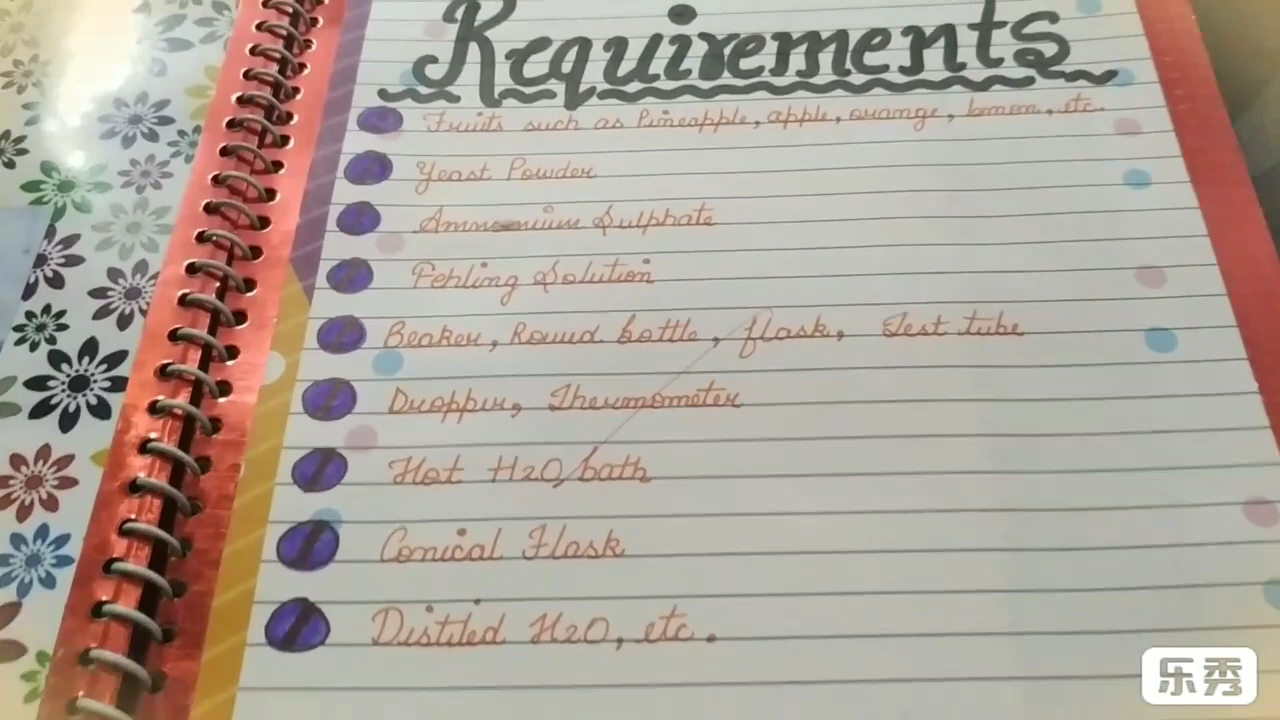 Requirements
Fruits such as Pineapple, apple, orange, lemon, etc.
Yeast Powder
Ammonium Sulphate
Fehling Solution
Beaker, Round bottle, flask, Test tube
Dropper, Thermometer
Hot H2O bath
Conical Flask
Distiled H2O, etc.
乐秀